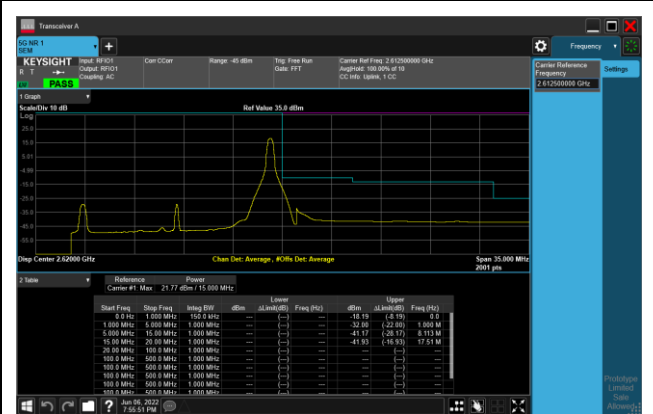 Transceiver A
5G NR 1
SEM
Frequency
KEYSIGHT Input: RFIO1 Corr CCorr Range: -45 dBm Trig: Free Run Carrier Ref Freq: 2.612500000 GHz
R T Output: RFIO1 Gate: FFT Avg|Hold: 100.00% of 10
Coupling: AC CC Info: Uplink, 1 CC
PASS
Carrier Reference Frequency
2.612500000 GHz
Settings
1 Graph
Scale/Div 10 dB Ref Value 35.0 dBm
Log
25.0
15.0
5.01
-4.99
-15.0
-25.0
-35.0
-45.0
-55.0
Disp Center 2.62000 GHz Chan Det: Average , #Offs Det: Average Span 35.000 MHz
2001 pts
2 Table
Reference Power
Carrier #1: Max 21.77 dBm / 15.000 MHz
Lower Upper
Start Freq Stop Freq Integ BW dBm ΔLimit(dB) Freq (Hz) dBm ΔLimit(dB) Freq (Hz)
0.0 Hz 1.000 MHz 150.0 kHz --- (---) --- -18.19 (-8.19) 0.0
1.000 MHz 5.000 MHz 1.000 MHz --- (---) --- -32.00 (-22.00) 1.000 M
5.000 MHz 15.00 MHz 1.000 MHz --- (---) --- -41.17 (-28.17) 8.113 M
15.00 MHz 20.00 MHz 1.000 MHz --- (---) --- -41.93 (-16.93) 17.51 M
20.00 MHz 100.0 MHz 1.000 MHz --- (---) --- --- (---) ---
100.0 MHz 500.0 MHz 1.000 MHz --- (---) --- --- (---) ---
100.0 MHz 500.0 MHz 1.000 MHz --- (---) --- --- (---) ---
100.0 MHz 500.0 MHz 1.000 MHz --- (---) --- --- (---) ---
100.0 MHz 500.0 MHz 1.000 MHz --- (---) --- --- (---) ---
100.0 MHz 500.0 MHz 1.000 MHz --- (---) --- --- (---) ---
Jun 06, 2022
7:55:51 PM
Prototype
Limited
Sale
Allowed